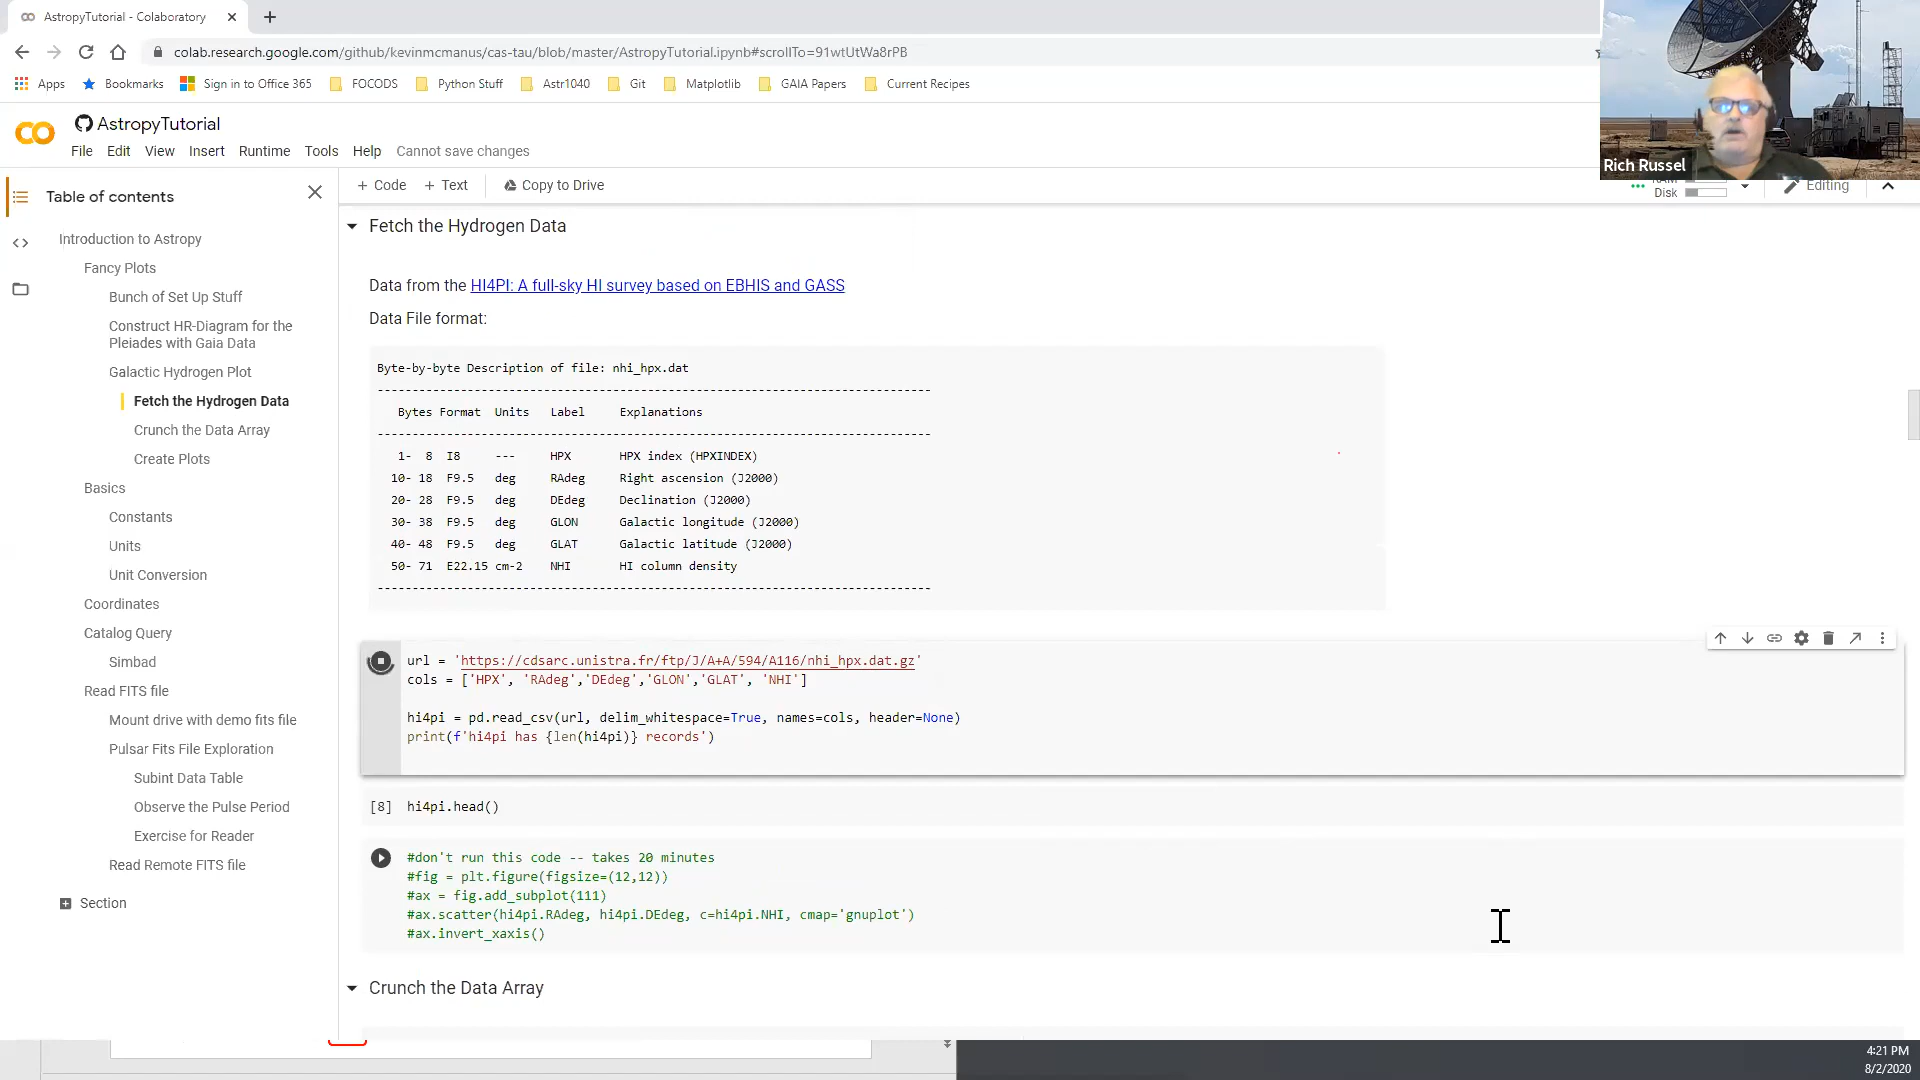 AstropyTutorial - Colaboratory
colab.research.google.com/github/kevinmcmanus/cas-tau/blob/master/AstropyTutorial.ipynb#scrollTo=91wtUtWa8rPB
Apps Bookmarks Sign in to Office 365 FOCODS Python Stuff Astr1040 Git Matplotlib GAIA Papers Current Recipes
Rich Russel
AstropyTutorial
File Edit View Insert Runtime Tools Help Cannot save changes
+ Code + Text Copy to Drive
Disk
Editing
Table of contents
Introduction to Astropy
Fancy Plots
Bunch of Set Up Stuff
Construct HR-Diagram for the
Pleiades with Gaia Data
Galactic Hydrogen Plot
Fetch the Hydrogen Data
Crunch the Data Array
Create Plots
Basics
Constants
Units
Unit Conversion
Coordinates
Catalog Query
Simbad
Read FITS file
Mount drive with demo fits file
Pulsar Fits File Exploration
Subint Data Table
Observe the Pulse Period
Exercise for Reader
Read Remote FITS file
Section
Fetch the Hydrogen Data
Data from the HI4PI: A full-sky HI survey based on EBHIS and GASS
Data File format:
Byte-by-byte Description of file: nhi_hpx.dat
--------------------------------------------------------------------------------
Bytes Format Units Label Explanations
--------------------------------------------------------------------------------
1- 8 I8 --- HPX HPX index (HPXINDEX)
10- 18 F9.5 deg RAdeg Right ascension (J2000)
20- 28 F9.5 deg DEdeg Declination (J2000)
30- 38 F9.5 deg GLON Galactic longitude (J2000)
40- 48 F9.5 deg GLAT Galactic latitude (J2000)
50- 71 E22.15 cm-2 NHI HI column density
--------------------------------------------------------------------------------
url = 'https://cdsarc.unistra.fr/ftp/J/A+A/594/A116/nhi_hpx.dat.gz'
cols = ['HPX', 'RAdeg','DEdeg','GLON','GLAT', 'NHI']
hi4pi = pd.read_csv(url, delim_whitespace=True, names=cols, header=None)
print(f'hi4pi has {len(hi4pi)} records')
[8] hi4pi.head()
#don't run this code -- takes 20 minutes
#fig = plt.figure(figsize=(12,12))
#ax = fig.add_subplot(111)
#ax.scatter(hi4pi.RAdeg, hi4pi.DEdeg, c=hi4pi.NHI, cmap='gnuplot')
#ax.invert_xaxis()
Crunch the Data Array
4:21 PM
8/2/2020